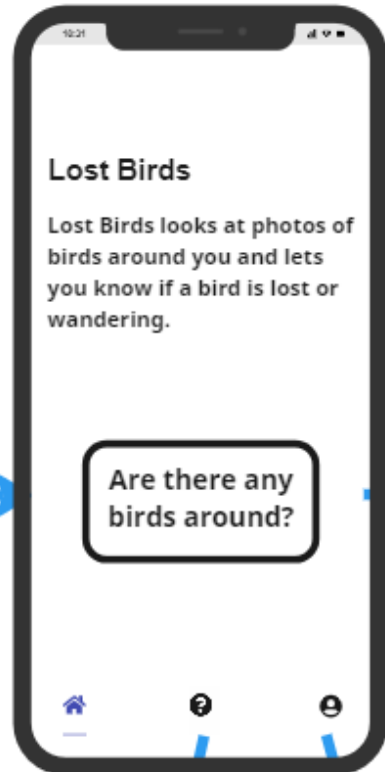 10:21
Lost Birds
Lost Birds looks at photos of
birds around you and lets
you know if a bird is lost or
wandering.
Are there any
birds around?